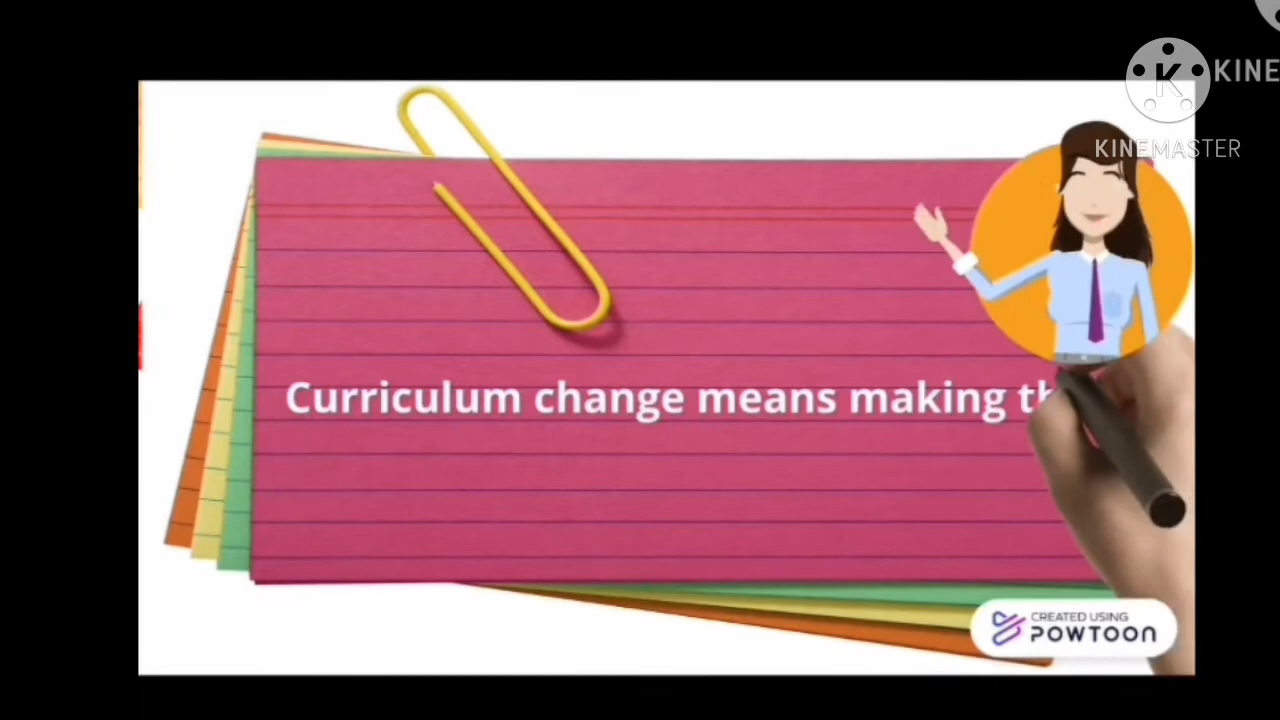 KINE
KINEMASTER
Curriculum change means making th
CREATED USING
POWTOON